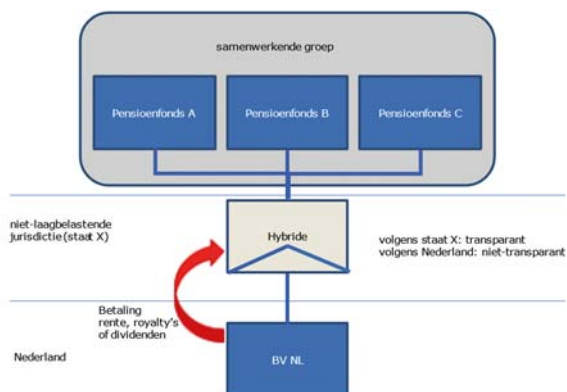 samenwerkende groep
Pensioenfonds A
Pensioenfonds B
Pensioenfonds C
niet-laagbelastende
jurisdictie (staat X)
Hybride
volgens staat X: transparant
volgens Nederland: niet-transparant
Betaling
rente, royalty's
of dividenden
Nederland
BV NL